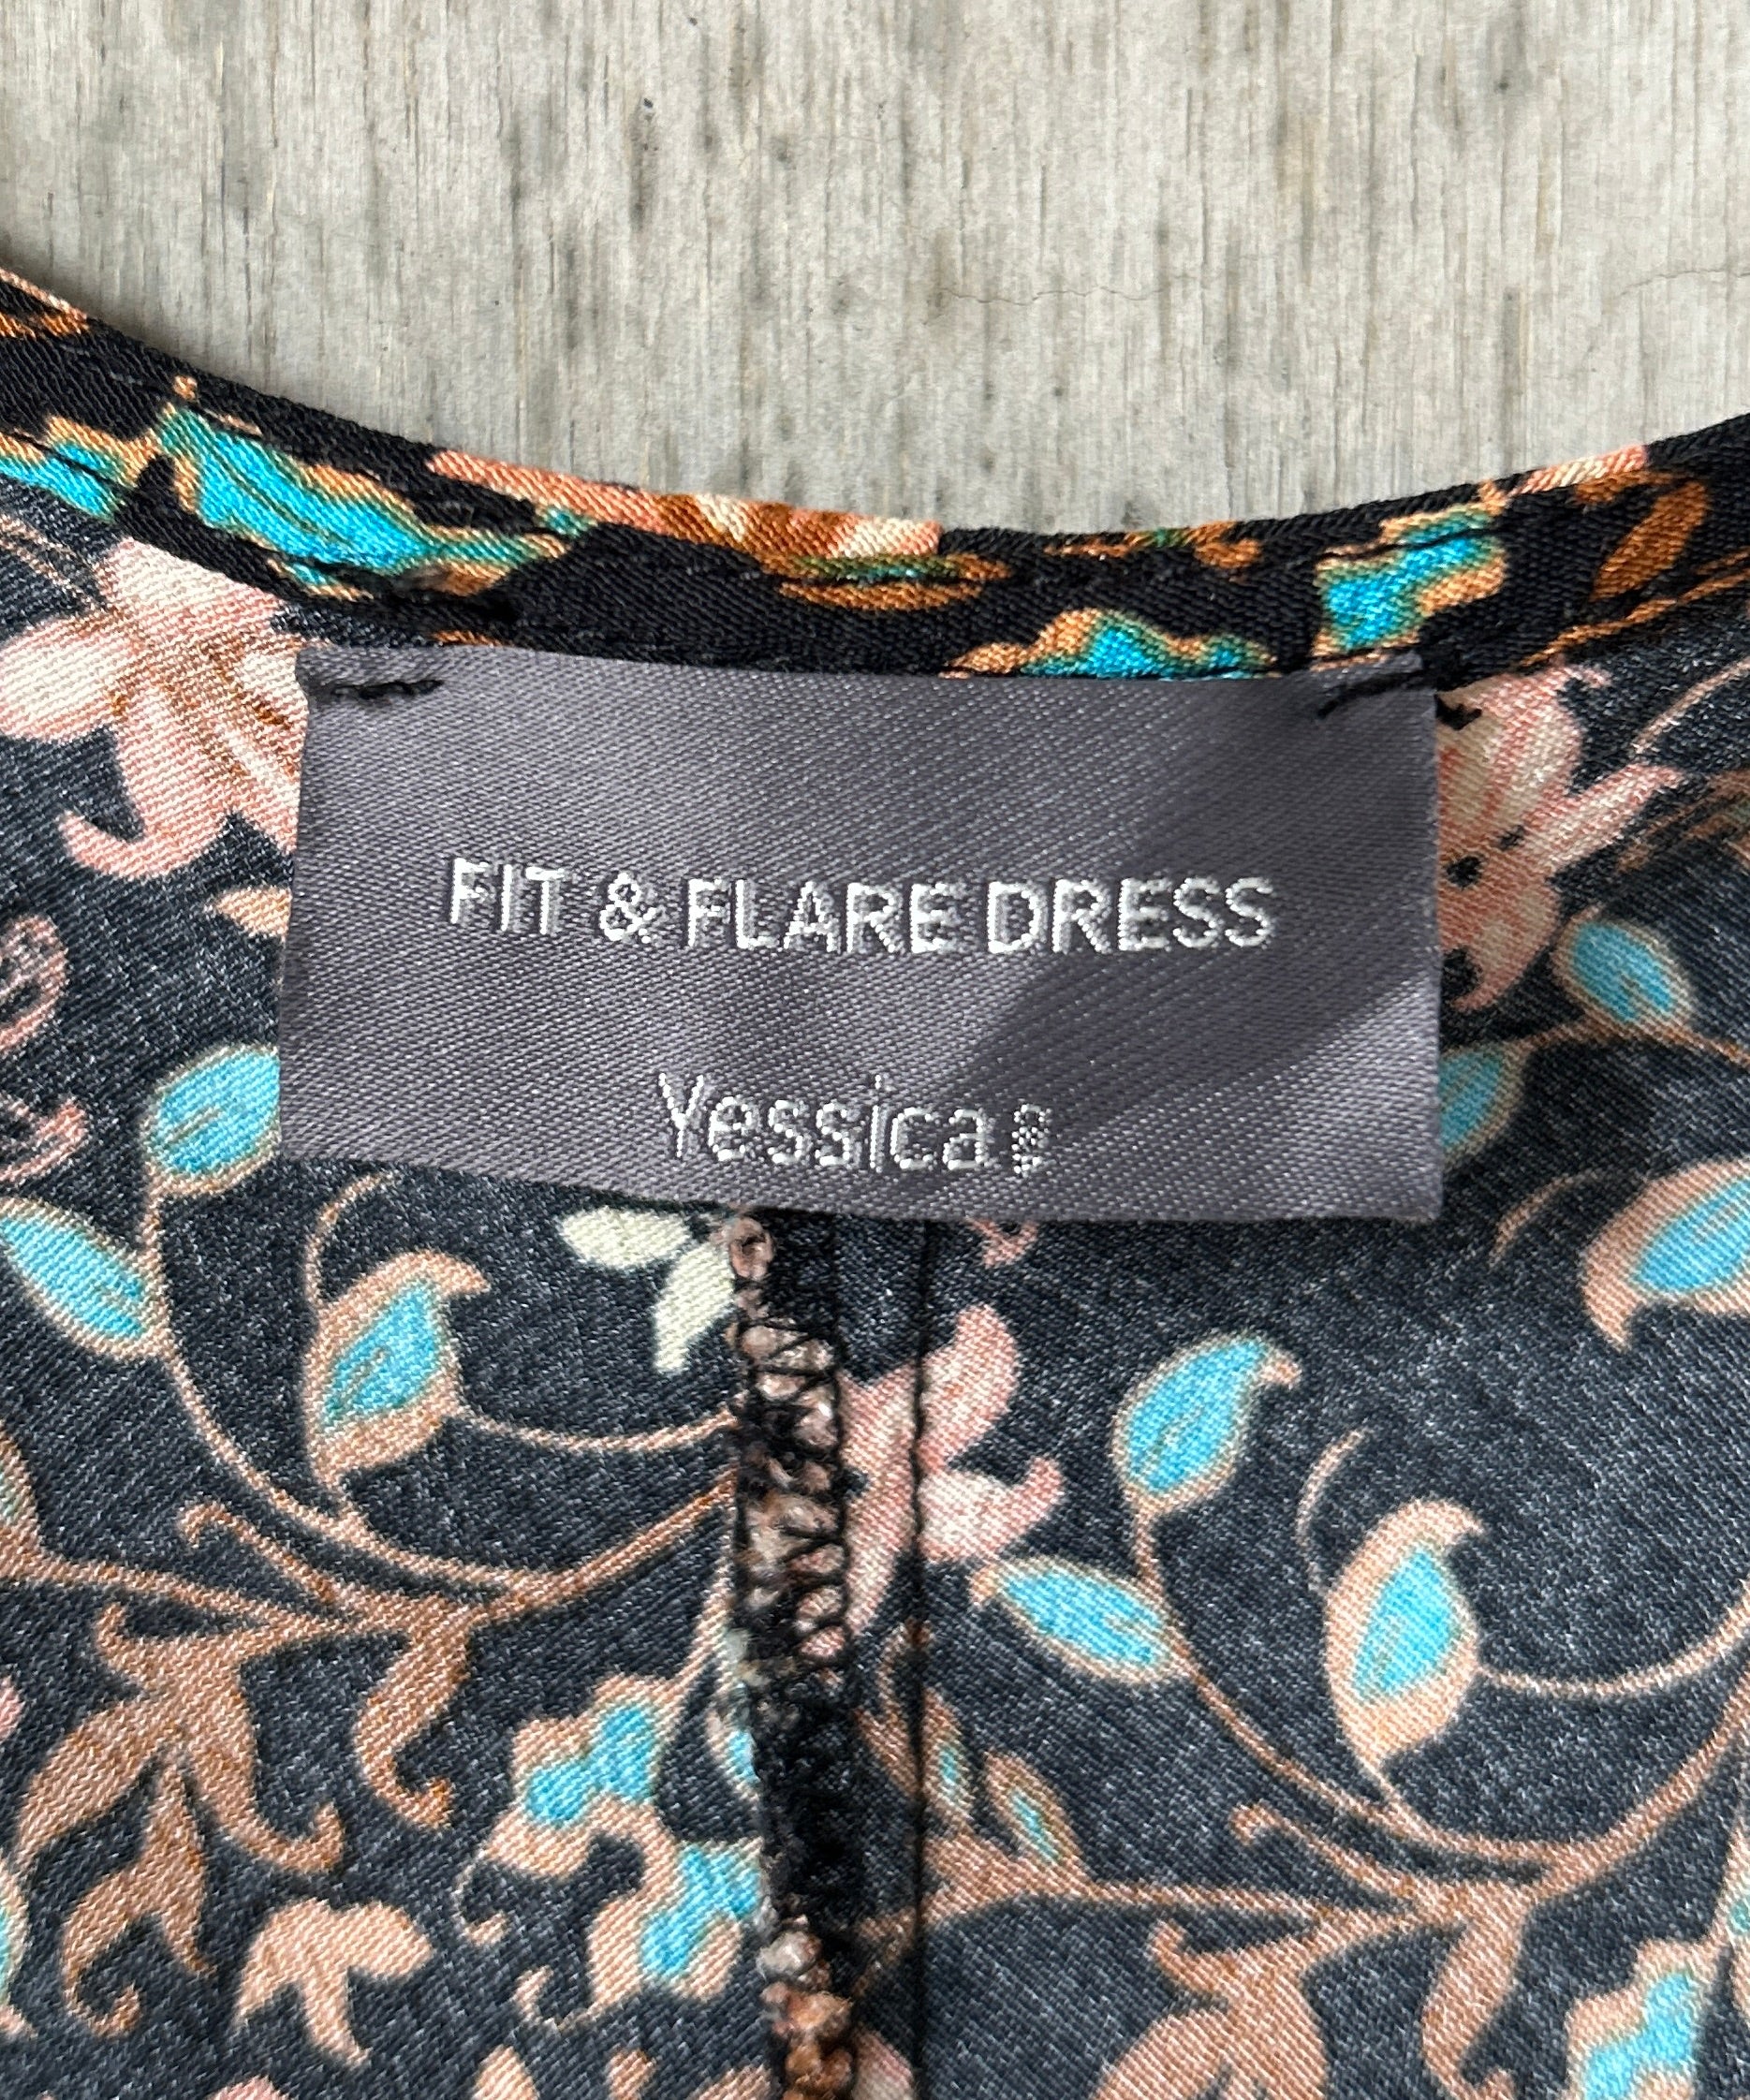 FIT & FLARE DRESS
Yessica